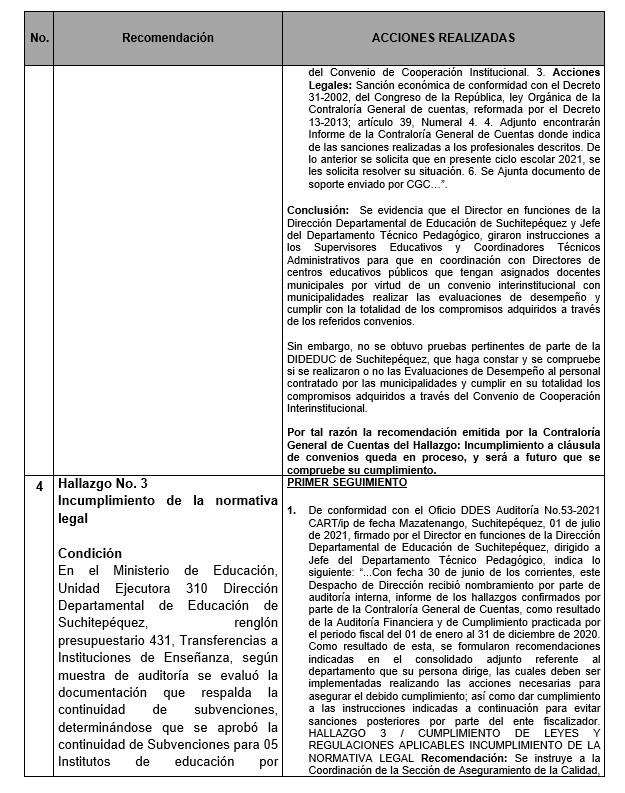 No.
Recomendación
ACCIONES REALIZADAS
del Convenio de Cooperación Institucional. 3. Acciones
Legales: Sanción económica de conformidad con el Decreto
31-2002, del Congreso de la República, ley Orgánica de la
Contraloría General de cuentas, reformada por el Decreto
13-2013; artículo 39, Numeral 4. 4. Adjunto encontrarán
Informe de la Contraloría General de Cuentas donde indica
de las sanciones realizadas a los profesionales descritos. De
lo anterior se solicita que en presente ciclo escolar 2021, se
les solicita resolver su situación. 6. Se Ajunta documento de
soporte enviado por CGC…”.
Conclusión: Se evidencia que el Director en funciones de la
Dirección Departamental de Educación de Suchitepéquez y Jefe
del Departamento Técnico Pedagógico, giraron instrucciones a
los Supervisores Educativos y Coordinadores Técnicos
Administrativos para que en coordinación con Directores de
centros educativos públicos que tengan asignados docentes
municipales por virtud de un convenio interinstitucional con
municipalidades realizar las evaluaciones de desempeño y
cumplir con la totalidad de los compromisos adquiridos a través
de los referidos convenios.
Sin embargo, no se obtuvo pruebas pertinentes de parte de la
DIDEDUC de Suchitepéquez, que haga constar y se compruebe
si se realizaron o no las Evaluaciones de Desempeño al personal
contratado por las municipalidades y cumplir en su totalidad los
compromisos adquiridos a través del Convenio de Cooperación
Interinstitucional.
Por tal razón la recomendación emitida por la Contraloría
General de Cuentas del Hallazgo: Incumplimiento a cláusula
de convenios queda en proceso, y será a futuro que se
compruebe su cumplimiento.
4
Hallazgo No. 3
Incumplimiento de la normativa
legal
Condición
En el Ministerio de Educación,
Unidad Ejecutora 310 Dirección
Departamental de Educación de
Suchitepéquez, renglón
presupuestario 431, Transferencias a
Instituciones de Enseñanza, según
muestra de auditoría se evaluó la
documentación que respalda la
continuidad de subvenciones,
determinándose que se aprobó la
continuidad de Subvenciones para 05
Institutos de educación por
PRIMER SEGUIMIENTO
1. De conformidad con el Oficio DDES Auditoría No.53-2021
CART/ip de fecha Mazatenango, Suchitepéquez, 01 de julio
de 2021, firmado por el Director en funciones de la Dirección
Departamental de Educación de Suchitepéquez, dirigido a
Jefe del Departamento Técnico Pedagógico, indica lo
siguiente: “...Con fecha 30 de junio de los corrientes, este
Despacho de Dirección recibió nombramiento por parte de
auditoría interna, informe de los hallazgos confirmados por
parte de la Contraloría General de Cuentas, como resultado
de la Auditoría Financiera y de Cumplimiento practicada por
el periodo fiscal del 01 de enero al 31 de diciembre de 2020.
Como resultado de esta, se formularon recomendaciones
indicadas en el consolidado adjunto referente al
departamento que su persona dirige, las cuales deben ser
implementadas realizando las acciones necesarias para
asegurar el debido cumplimiento; así como dar cumplimiento
a las instrucciones indicadas a continuación para evitar
sanciones posteriores por parte del ente fiscalizador.
HALLAZGO 3 / CUMPLIMIENTO DE LEYES Y
REGULACIONES APLICABLES INCUMPLIMIENTO DE LA
NORMATIVA LEGAL Recomendación: Se instruye a la
Coordinación de la Sección de Aseguramiento de la Calidad,